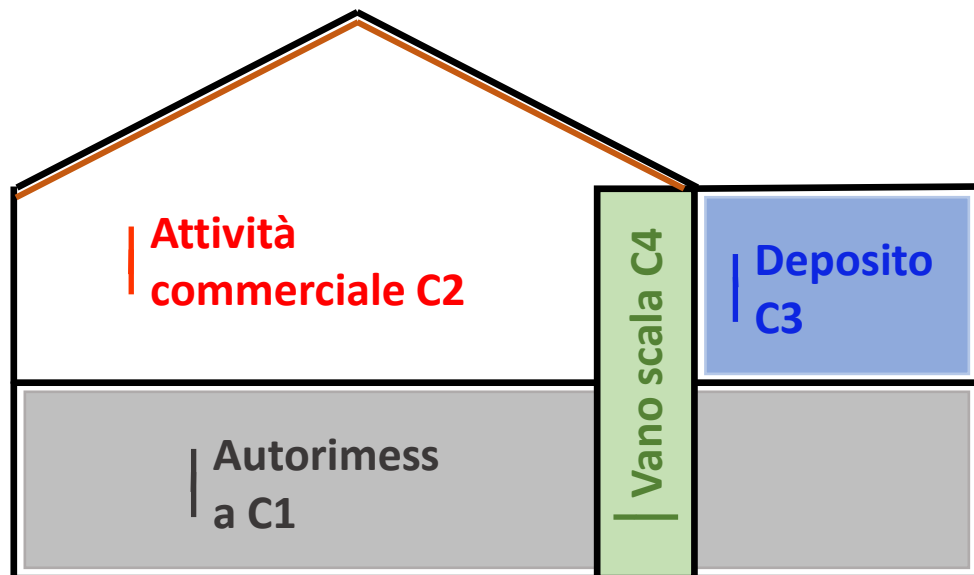 Attività
commerciale C2
Vano scala C4
Deposito
C3
Autorimess
a C1